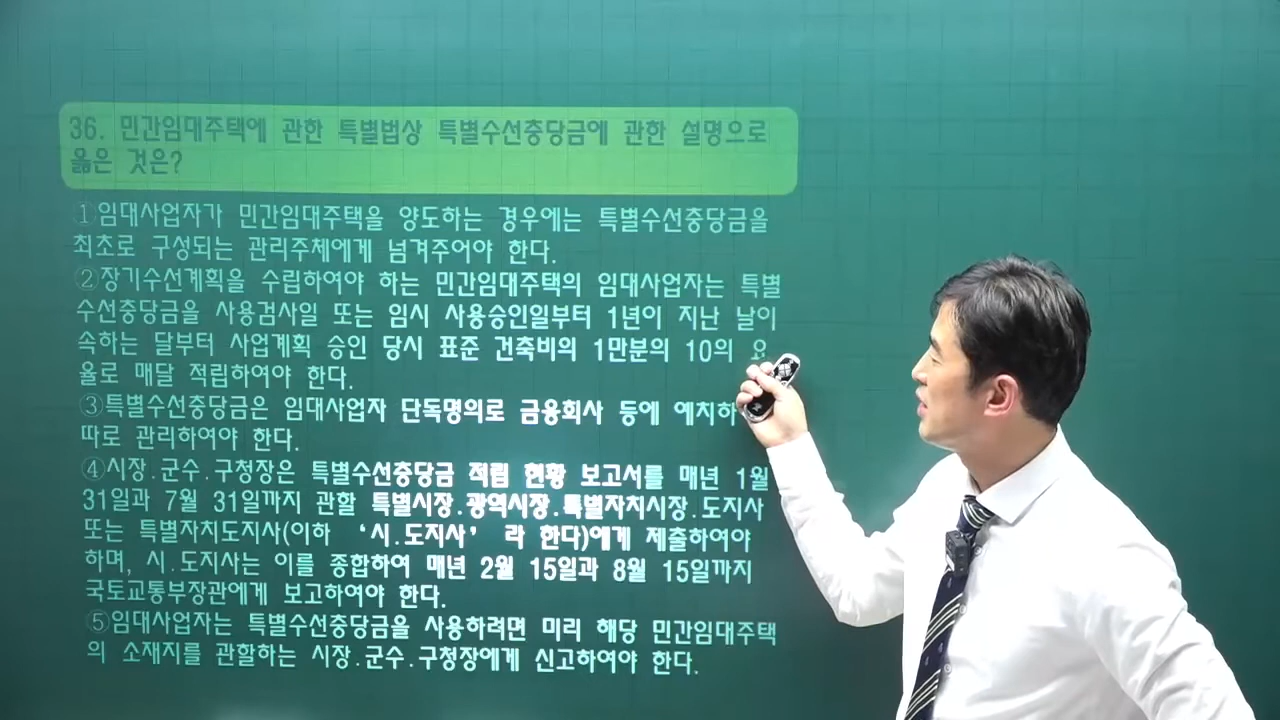 36. 민간임대주택에 관한 특별법상 특별수선충당금에 관한 설명으로
옳은 것은?
①임대사업자가 민간임대주택을 양도하는 경우에는 특별수선충당금을
최초로 구성되는 관리주체에게 넘겨주어야 한다.
②장기수선계획을 수립하여야 하는 민간임대주택의 임대사업자는 특별
수선충당금을 사용검사일 또는 임시 사용승인일부터 1년이 지난 날이
속하는 달부터 사업계획 승인 당시 표준 건축비의 1만분의 10의 요
율로 매달 적립하여야 한다.
③특별수선충당금은 임대사업자 단독명의로 금융회사 등에 예치하
따로 관리하여야 한다.
④시장.군수.구청장은 특별수선충당금 적립 현황 보고서를 매년 1월
31일과 7월 31일까지 관할 특별시장.광역시장.특별자치시장.도지사
또는 특별자치도지사(이하 ‘시.도지사’ 라 한다)에게 제출하여야
하며, 시.도지사는 이를 종합하여 매년 2월 15일과 8월 15일까지
국토교통부장관에게 보고하여야 한다.
⑤임대사업자는 특별수선충당금을 사용하려면 미리 해당 민간임대주택
의 소재지를 관할하는 시장.군수.구청장에게 신고하여야 한다.